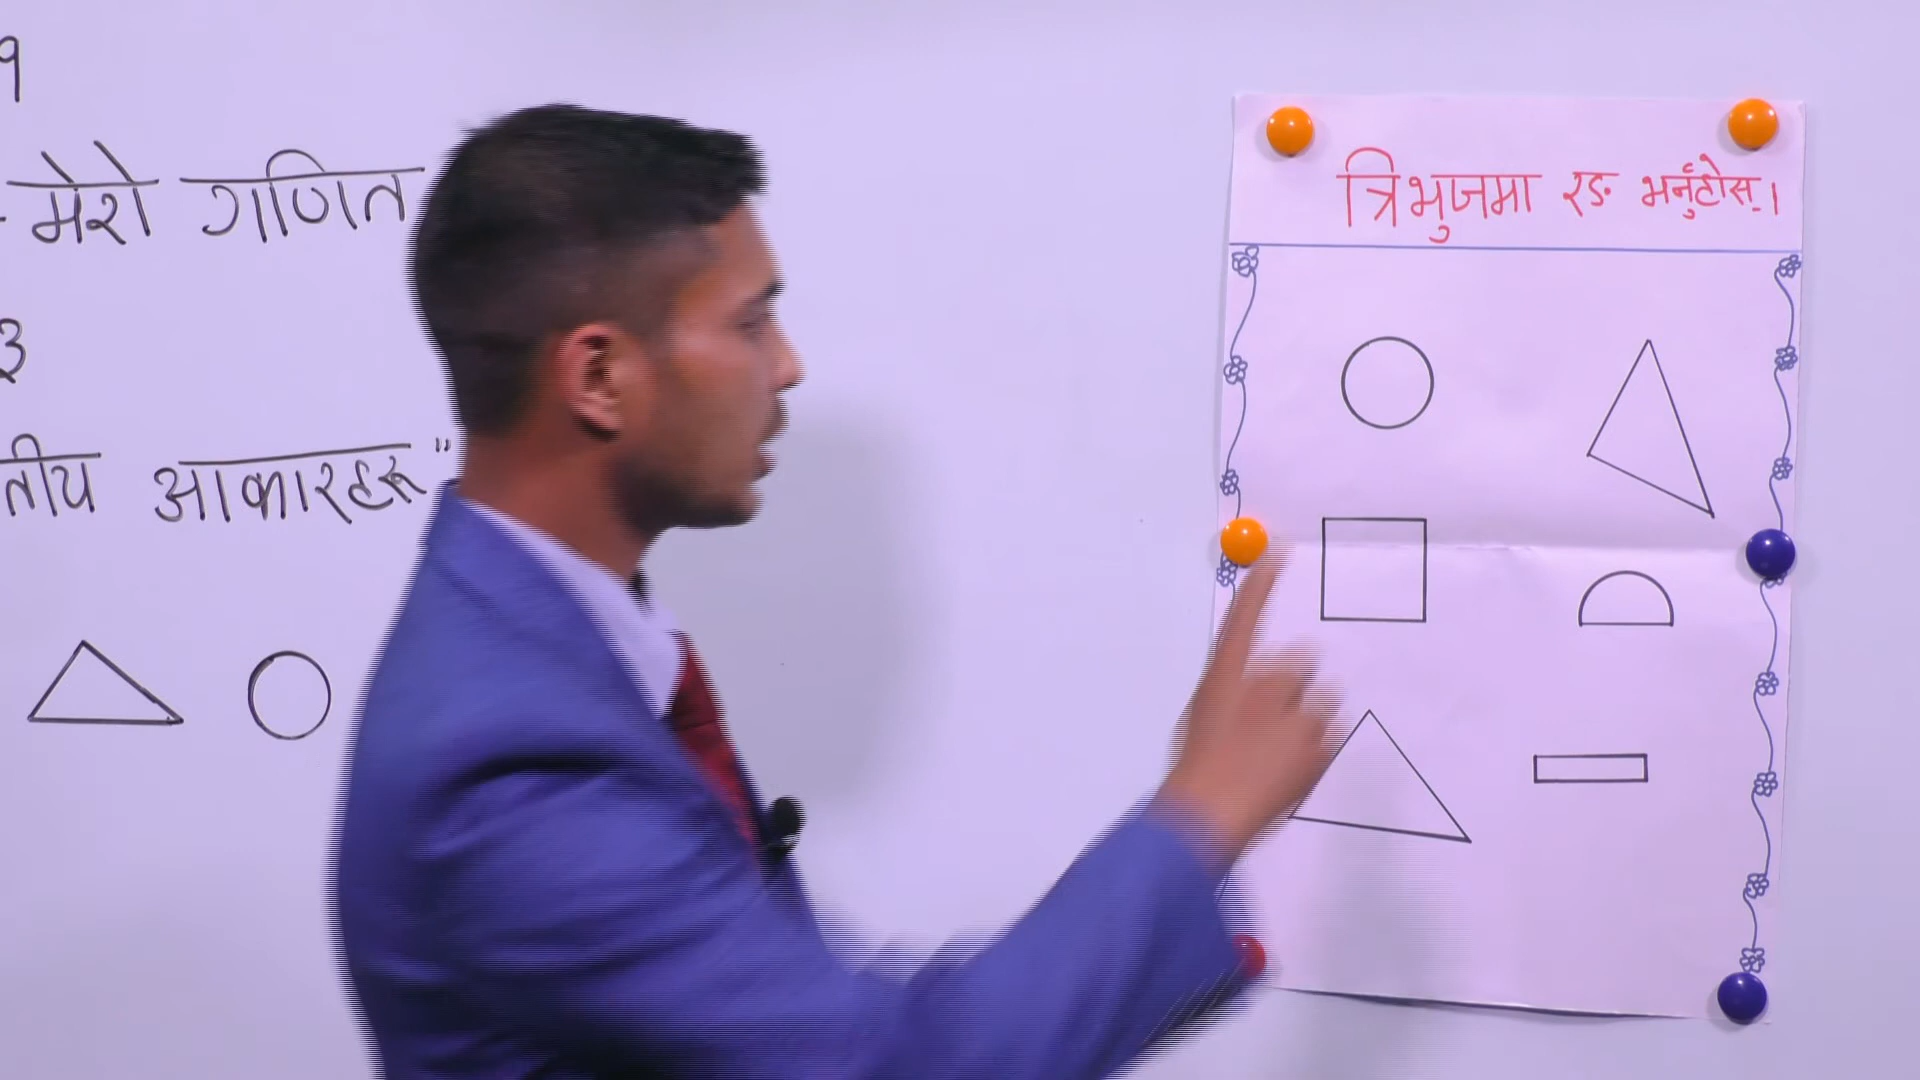 १
मेरो गणित
३
आकारहरू"
त्रिभुजमा रङ भर्नुहोस् ।